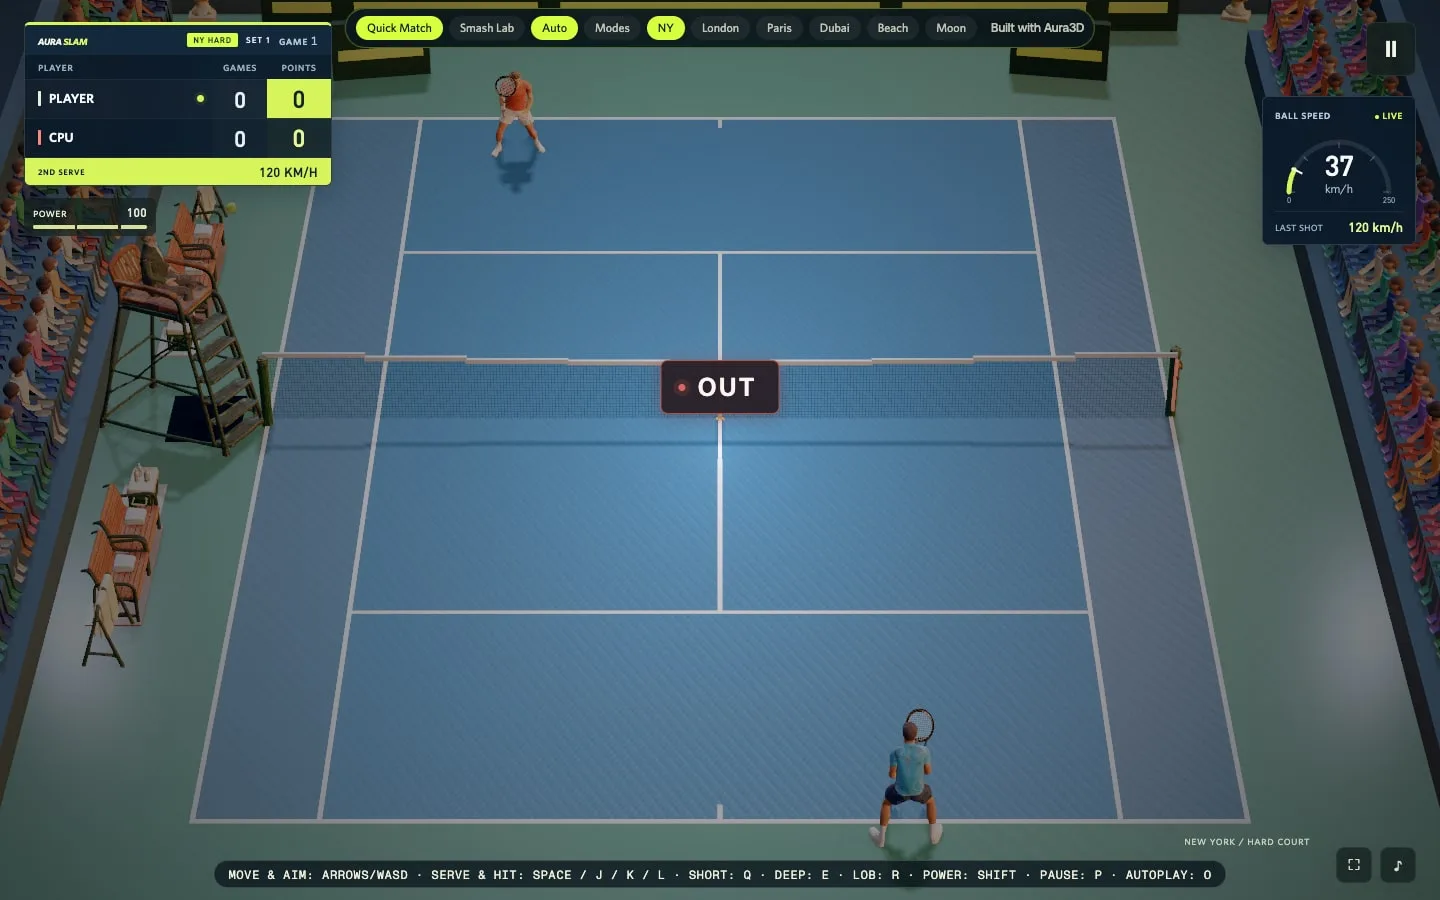 Quick Match Smash Lab Auto Modes NY London Paris Dubai Beach Moon Built with Aura3D
AURA SLAM NY HARD SET 1 GAME 1
PLAYER GAMES POINTS
PLAYER 0 0
CPU 0 0
2ND SERVE 120 KM/H
POWER 100
BALL SPEED LIVE
37
km/h
0 250
LAST SHOT 120 km/h
OUT
NEW YORK / HARD COURT
MOVE & AIM: ARROWS/WASD · SERVE & HIT: SPACE / J / K / L · SHORT: Q · DEEP: E · LOB: R · POWER: SHIFT · PAUSE: P · AUTOPLAY: O